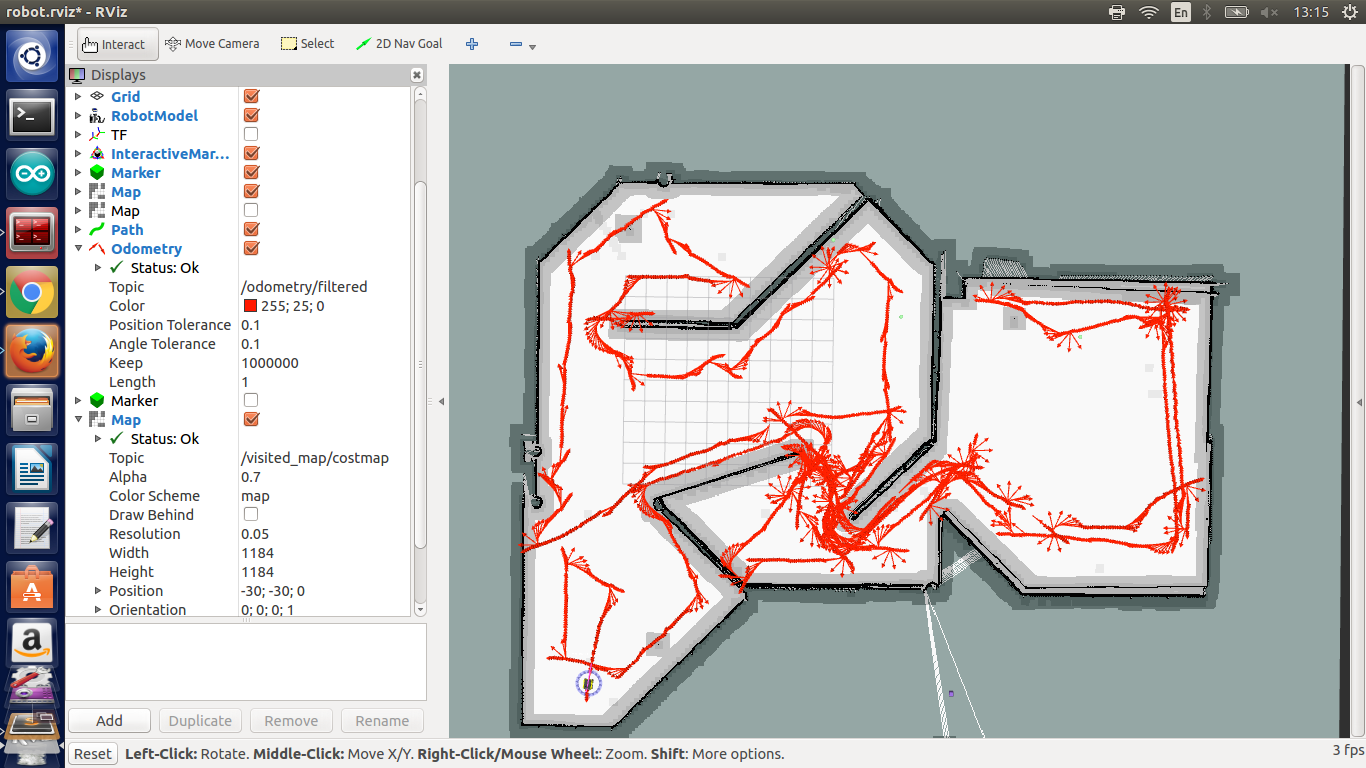 robot.rviz* - RViz
En
13:15
Interact
Move Camera
Select
2D Nav Goal
Displays
Grid
RobotModel
TF
InteractiveMar...
Marker
Map
Map
Path
Odometry
Status: Ok
Topic /odometry/filtered
Color 255; 25; 0
Position Tolerance 0.1
Angle Tolerance 0.1
Keep 1000000
Length 1
Marker
Map
Status: Ok
Topic /visited_map/costmap
Alpha 0.7
Color Scheme map
Draw Behind
Resolution 0.05
Width 1184
Height 1184
Position -30; -30; 0
Orientation 0; 0; 0; 1
Add Duplicate Remove Rename
Reset Left-Click: Rotate. Middle-Click: Move X/Y. Right-Click/Mouse Wheel:: Zoom. Shift: More options. 3 fps